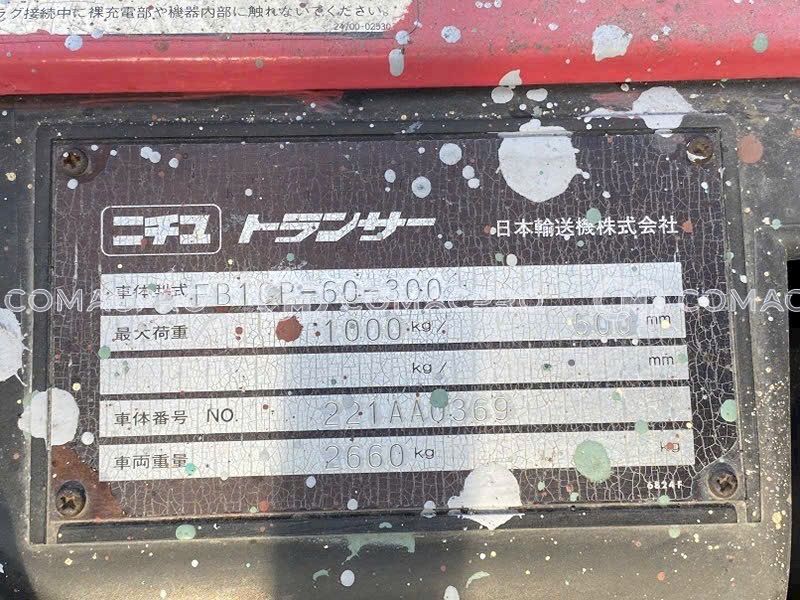 ラグ接続中に裸充電部や機器内部に触れないでください。
24700-02530
ニチユ トランサー 日本輸送機株式会社
車体型式 FB10P-60-300
最大荷重 1000 kg/ 500 mm
kg/ mm
車体番号 NO. 221AA0369
車両重量 2660 kg kg
6824F